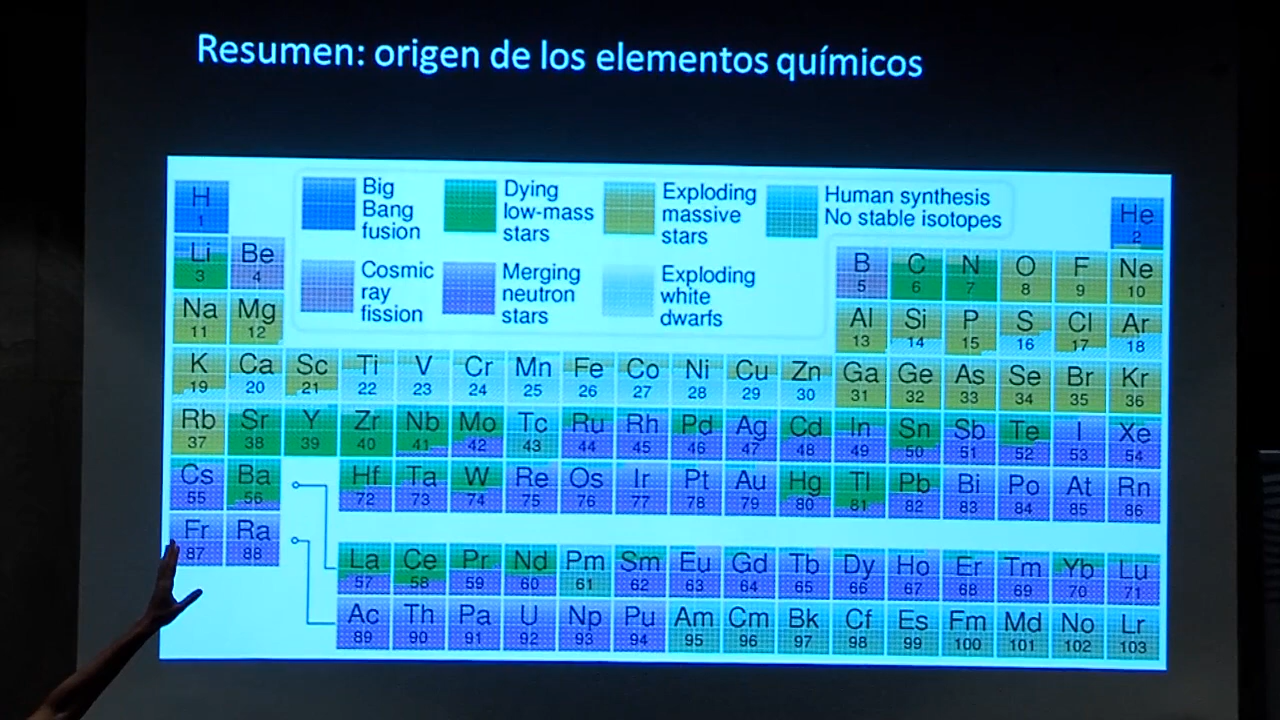 Resumen: origen de los elementos químicos
Big Bang fusion
Dying low-mass stars
Exploding massive stars
Human synthesis No stable isotopes
Cosmic ray fission
Merging neutron stars
Exploding white dwarfs
H 1 He 2
Li 3 Be 4 B 5 C 6 N 7 O 8 F 9 Ne 10
Na 11 Mg 12 Al 13 Si 14 P 15 S 16 Cl 17 Ar 18
K 19 Ca 20 Sc 21 Ti 22 V 23 Cr 24 Mn 25 Fe 26 Co 27 Ni 28 Cu 29 Zn 30 Ga 31 Ge 32 As 33 Se 34 Br 35 Kr 36
Rb 37 Sr 38 Y 39 Zr 40 Nb 41 Mo 42 Tc 43 Ru 44 Rh 45 Pd 46 Ag 47 Cd 48 In 49 Sn 50 Sb 51 Te 52 I 53 Xe 54
Cs 55 Ba 56 Hf 72 Ta 73 W 74 Re 75 Os 76 Ir 77 Pt 78 Au 79 Hg 80 Tl 81 Pb 82 Bi 83 Po 84 At 85 Rn 86
Fr 87 Ra 88
La 57 Ce 58 Pr 59 Nd 60 Pm 61 Sm 62 Eu 63 Gd 64 Tb 65 Dy 66 Ho 67 Er 68 Tm 69 Yb 70 Lu 71
Ac 89 Th 90 Pa 91 U 92 Np 93 Pu 94 Am 95 Cm 96 Bk 97 Cf 98 Es 99 Fm 100 Md 101 No 102 Lr 103